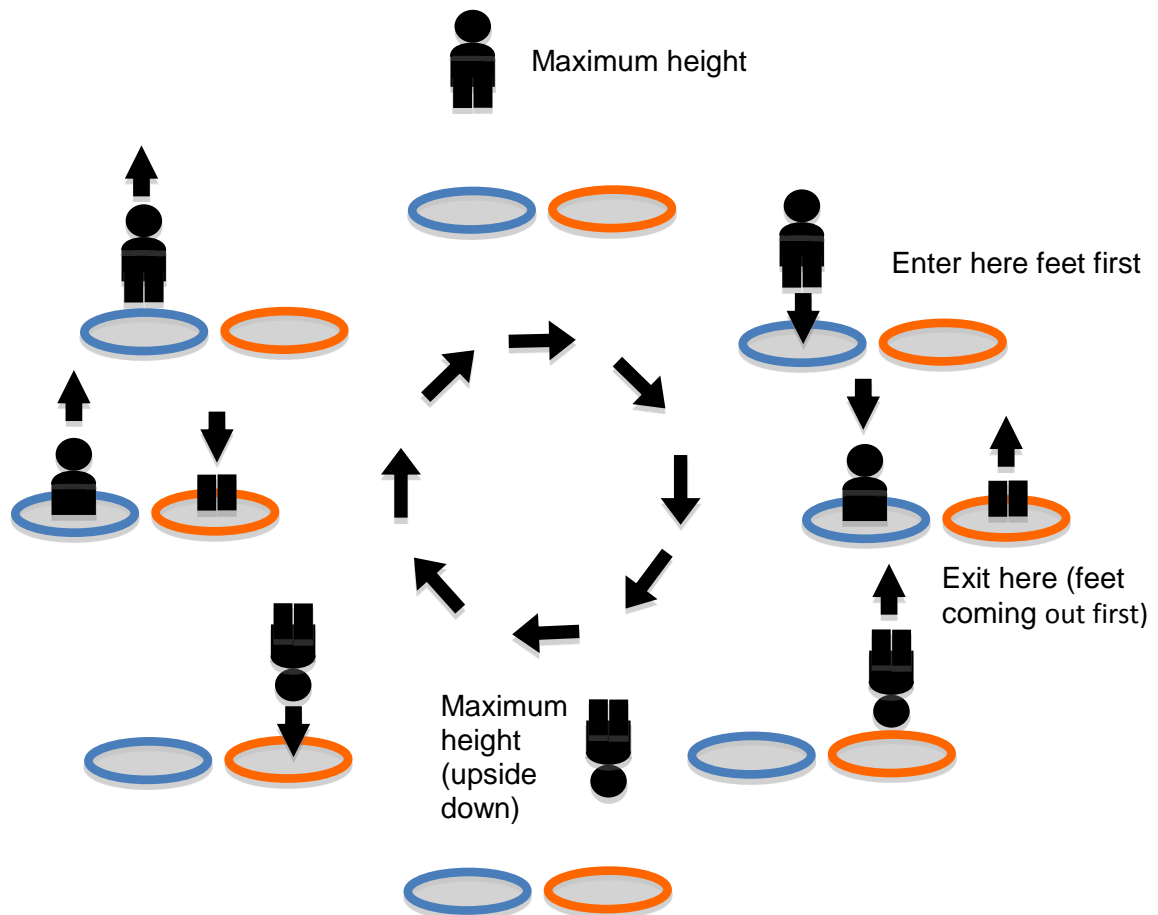 Maximum height
Enter here feet first
Exit here (feet
coming out first)
Maximum
height
(upside
down)